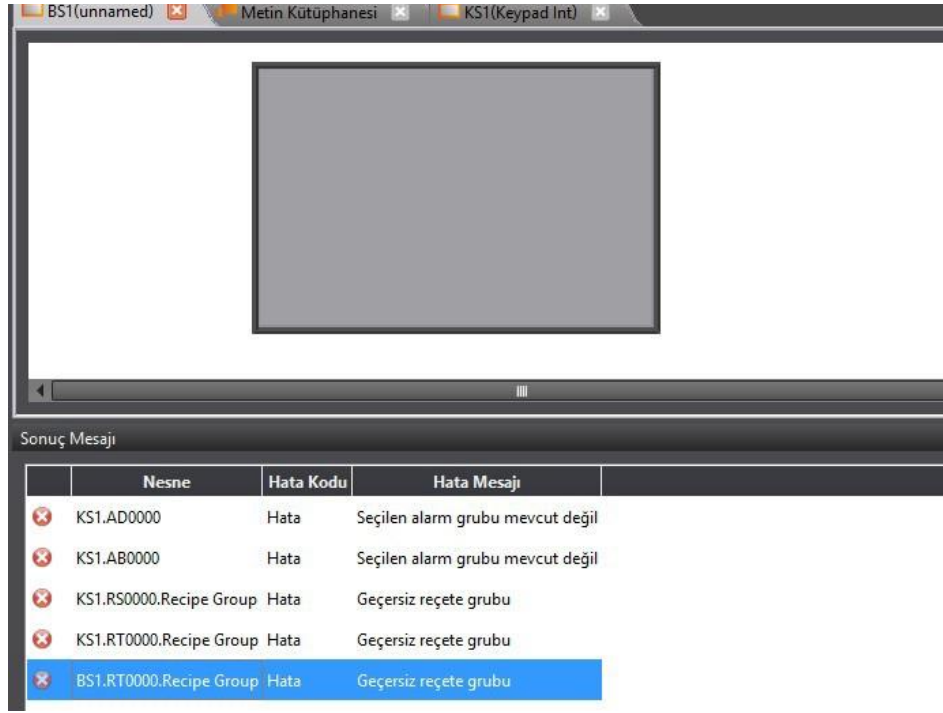 BS1(unnamed) Metin Kütüphanesi KS1(Keypad Int)
Sonuç Mesajı
Nesne Hata Kodu Hata Mesajı
KS1.AD0000 Hata Seçilen alarm grubu mevcut değil
KS1.AB0000 Hata Seçilen alarm grubu mevcut değil
KS1.RS0000.Recipe Group Hata Geçersiz reçete grubu
KS1.RT0000.Recipe Group Hata Geçersiz reçete grubu
BS1.RT0000.Recipe Group Hata Geçersiz reçete grubu